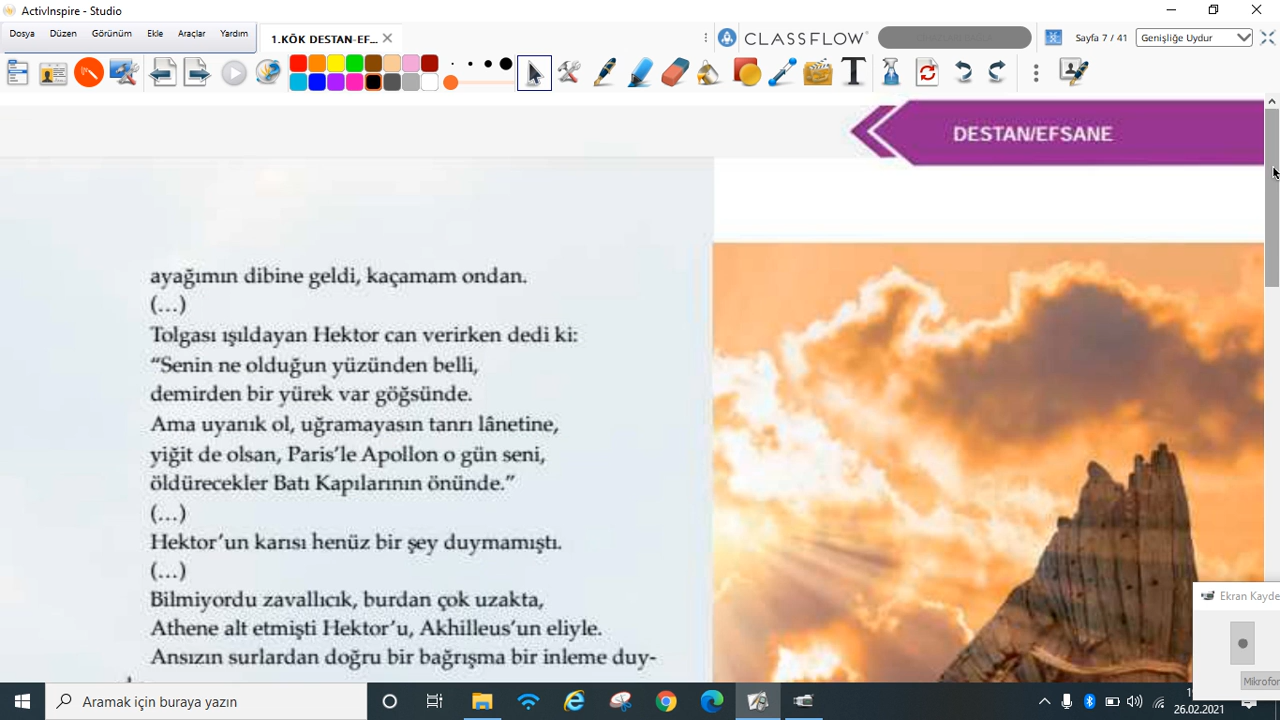 ActivInspire - Studio
Dosya Düzen Görünüm Ekle Araçlar Yardım
1.KÖK DESTAN-EF...
CLASSFLOW
Sayfa 7 / 41
Genişliğe Uydur
DESTAN/EFSANE
ayağımın dibine geldi, kaçamam ondan.
(…)
Tolgası ışıldayan Hektor can verirken dedi ki:
“Senin ne olduğun yüzünden belli,
demirden bir yürek var göğsünde.
Ama uyanık ol, uğramayasın tanrı lânetine,
yiğit de olsan, Paris’le Apollon o gün seni,
öldürecekler Batı Kapılarının önünde.”
(…)
Hektor’un karısı henüz bir şey duymamıştı.
(…)
Bilmiyordu zavallıcık, burdan çok uzakta,
Athene alt etmişti Hektor’u, Akhilleus’un eliyle.
Ansızın surlardan doğru bir bağrışma bir inleme duy-
Ekran Kayde
Mikrofor
Aramak için buraya yazın
26.02.2021